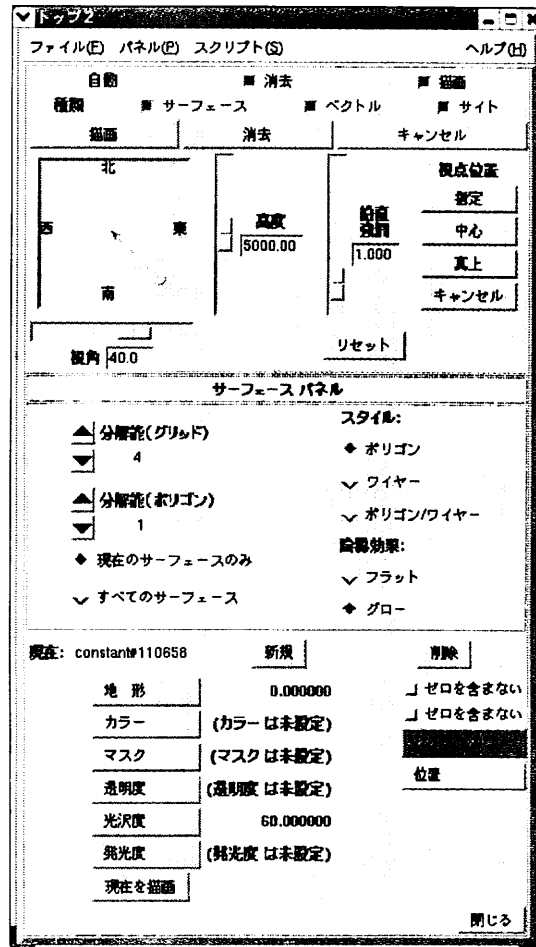 トップ2
ファイル(F) パネル(P) スクリプト(S) ヘルプ(H)
自動 消去 描画
種類 サーフェース ベクトル サイト
描画 消去 キャンセル
北
西 東
南
視角 40.0
高度
5000.00
鉛直
強調
1.000
視点位置
指定
中心
真上
キャンセル
リセット
サーフェース パネル
分解能(グリッド)
4
分解能(ポリゴン)
1
現在のサーフェースのみ
すべてのサーフェース
スタイル:
ポリゴン
ワイヤー
ポリゴン/ワイヤー
陰影効果:
フラット
グロー
現在: constant#110658 新規 削除
地 形 0.000000 ゼロを含まない
カラー (カラー は未設定) ゼロを含まない
マスク (マスク は未設定)
透明度 (透明度 は未設定) 位置
光沢度 60.000000
発光度 (発光度 は未設定)
現在を描画
閉じる